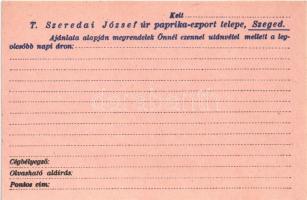 Kelt
T. Szeredai József úr paprika-export telepe, Szeged.
Ajánlata alapján megrendelek Önnél ezennel utánvétel mellett a leg-
olcsóbb napi áron:
darabanth
Cégbélyegző:
Olvasható aláírás:
Pontos cím: